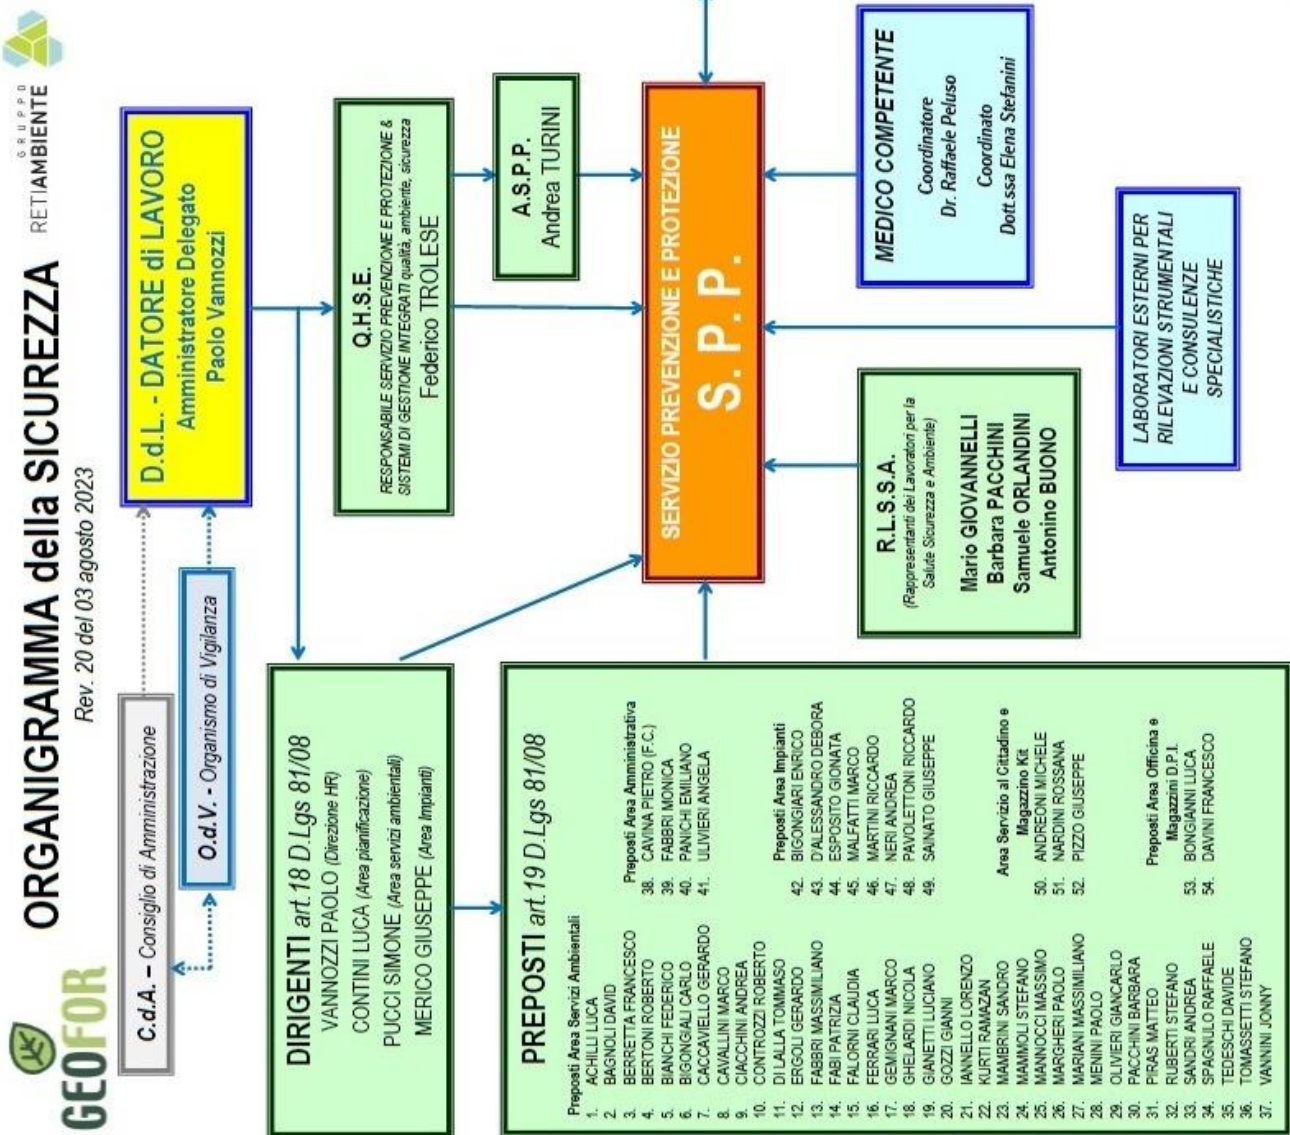 GEOFOR
ORGANIGRAMMA della SICUREZZA
Rev. 20 del 03 agosto 2023
GRUPPO
RETIAMBIENTE
C.d.A. – Consiglio di Amministrazione
O.d.V. - Organismo di Vigilanza
D.d.L. - DATORE di LAVORO
Amministratore Delegato
Paolo Vannozzi
DIRIGENTI art.18 D.Lgs 81/08
VANNOZZI PAOLO (Direzione HR)
CONTINI LUCA (Area pianificazione)
PUCCI SIMONE (Area servizi ambientali)
MERICO GIUSEPPE (Area Impianti)
Q.H.S.E.
RESPONSABILE SERVIZIO PREVENZIONE E PROTEZIONE &
SISTEMI DI GESTIONE INTEGRATI qualità, ambiente, sicurezza
Federico TROLESE
A.S.P.P.
Andrea TURINI
PREPOSTI art.19 D.Lgs 81/08
Preposti Area Servizi Ambientali
1. ACHILLI LUCA
2. BAGNOLI DAVID
3. BERRETTA FRANCESCO
4. BERTONI ROBERTO
5. BIANCHI FEDERICO
6. BIGONGIALI CARLO
7. CACCAVIELLO GERARDO
8. CAVALLINI MARCO
9. CIACCHINI ANDREA
10. CONTROZZI ROBERTO
11. DI LALLA TOMMASO
12. ERGOLI GERARDO
13. FABBRI MASSIMILIANO
14. FABI PATRIZIA
15. FALORNI CLAUDIA
16. FERRARI LUCA
17. GEMIGNANI MARCO
18. GHELARDI NICOLA
19. GIANETTI LUCIANO
20. GOZZI GIANNI
21. IANNELLO LORENZO
22. KURTI RAMAZAN
23. MAMBRINI SANDRO
24. MAMMOLI STEFANO
25. MANNOCCI MASSIMO
26. MARGHERI PAOLO
27. MARIANI MASSIMILIANO
28. MENINI PAOLO
29. OLIVIERI GIANCARLO
30. PACCHINI BARBARA
31. PIRAS MATTEO
32. RUBERTI STEFANO
33. SANDRI ANDREA
34. SPAGNULO RAFFAELE
35. TEDESCHI DAVIDE
36. TOMASSETTI STEFANO
37. VANNINI JONNY
Preposti Area Amministrativa
38. CAVINA PIETRO (F.C.)
39. FABBRI MONICA
40. PANICHI EMILIANO
41. ULIVIERI ANGELA
Preposti Area Impianti
42. BIGONGIARI ENRICO
43. D'ALESSANDRO DEBORA
44. ESPOSITO GIONATA
45. MALFATTI MARCO
46. MARTINI RICCARDO
47. NERI ANDREA
48. PAVOLETTONI RICCARDO
49. SAINATO GIUSEPPE
Area Servizio al Cittadino e
Magazzino Kit
50. ANDREONI MICHELE
51. NARDINI ROSSANA
52. PIZZO GIUSEPPE
Preposti Area Officina e
Magazzini D.P.I.
53. BONGIANNI LUCA
54. DAVINI FRANCESCO
SERVIZIO PREVENZIONE E PROTEZIONE
S. P. P.
R.L.S.S.A.
(Rappresentanti dei Lavoratori per la
Salute Sicurezza e Ambiente)
Mario GIOVANNELLI
Barbara PACCHINI
Samuele ORLANDINI
Antonino BUONO
MEDICO COMPETENTE
Coordinatore
Dr. Raffaele Peluso
Coordinato
Dott.ssa Elena Stefanini
LABORATORI ESTERNI PER
RILEVAZIONI STRUMENTALI
E CONSULENZE
SPECIALISTICHE